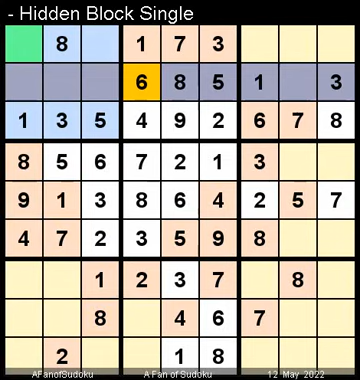 - Hidden Block Single
8 1 7 3
6 8 5 1 3
1 3 5 4 9 2 6 7 8
8 5 6 7 2 1 3
9 1 3 8 6 4 2 5 7
4 7 2 3 5 9 8
1 2 3 7 8
8 4 6 7
2 1 8
AFanofSudoku A Fan of Sudoku 12 May 2022